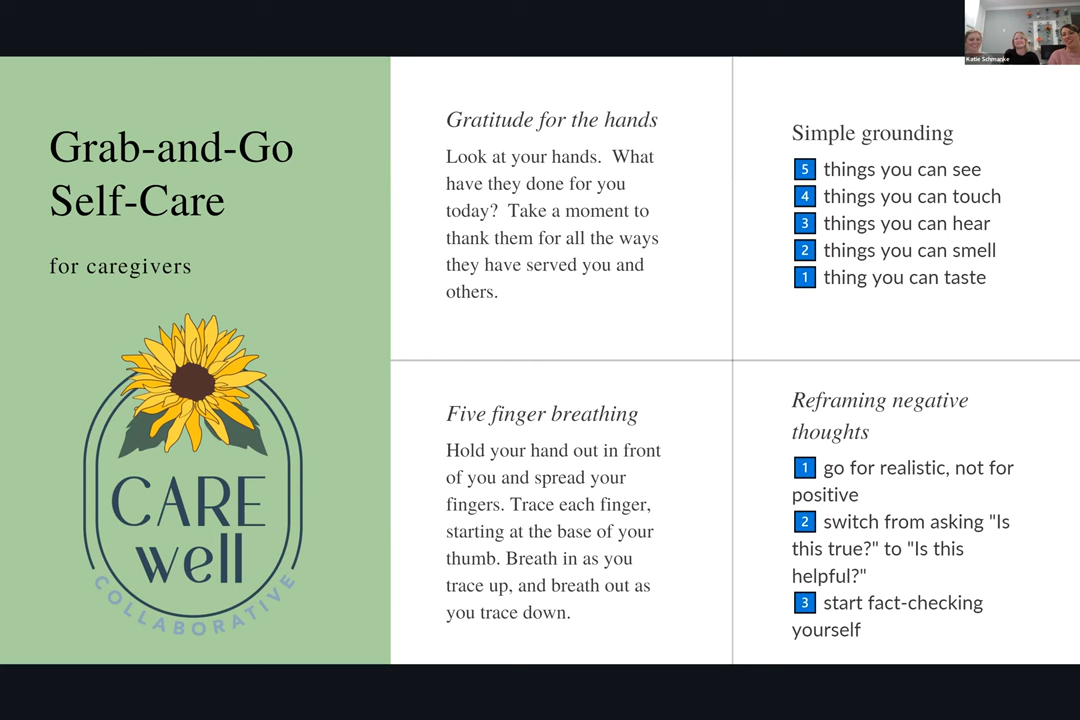 Katie Schmanke
Grab-and-Go
Self-Care
for caregivers
CARE
well
COLLABORATIVE
Gratitude for the hands
Look at your hands.  What
have they done for you
today?  Take a moment to
thank them for all the ways
they have served you and
others.
Simple grounding
5 things you can see
4 things you can touch
3 things you can hear
2 things you can smell
1 thing you can taste
Five finger breathing
Hold your hand out in front
of you and spread your
fingers. Trace each finger,
starting at the base of your
thumb. Breath in as you
trace up, and breath out as
you trace down.
Reframing negative
thoughts
1 go for realistic, not for
positive
2 switch from asking "Is
this true?" to "Is this
helpful?"
3 start fact-checking
yourself